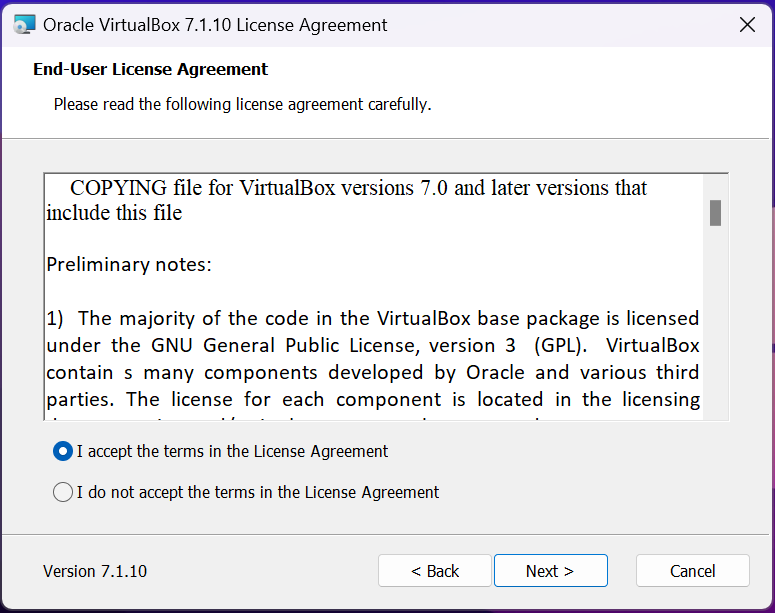 Oracle VirtualBox 7.1.10 License Agreement
End-User License Agreement
Please read the following license agreement carefully.
COPYING file for VirtualBox versions 7.0 and later versions that
include this file
Preliminary notes:
1) The majority of the code in the VirtualBox base package is licensed
under the GNU General Public License, version 3 (GPL). VirtualBox
contain s many components developed by Oracle and various third
parties. The license for each component is located in the licensing
I accept the terms in the License Agreement
I do not accept the terms in the License Agreement
Version 7.1.10
< Back
Next >
Cancel